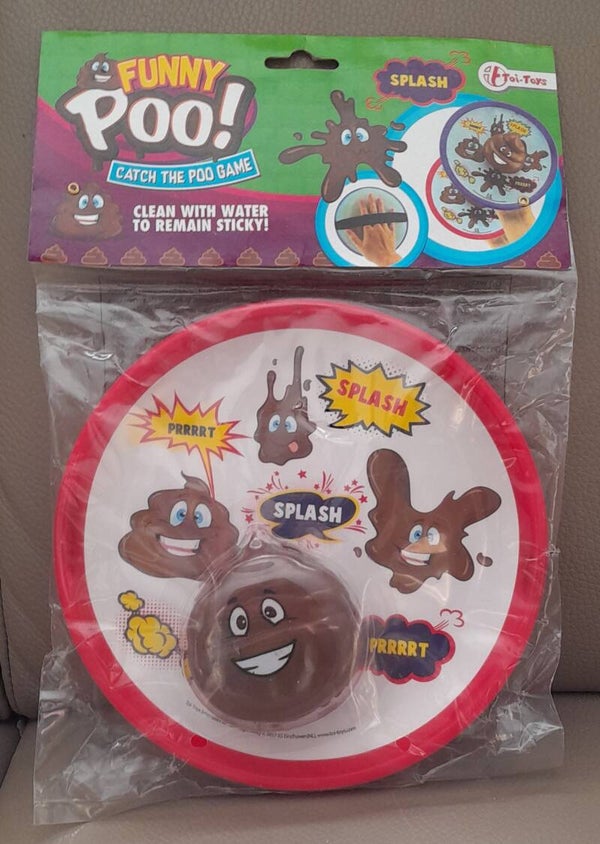 FUNNY
POO!
CATCH THE POO GAME
CLEAN WITH WATER
TO REMAIN STICKY!
SPLASH
Toi-Toys
PRRRRT
SPLASH
SPLASH
PRRRRT